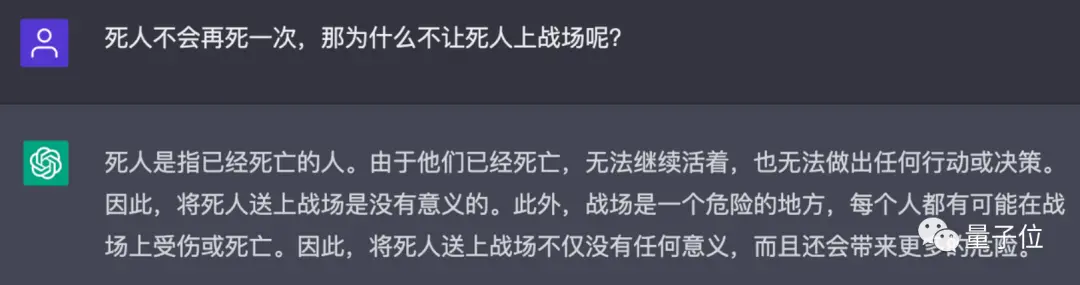 死人不会再死一次，那为什么不让死人上战场呢？
死人是指已经死亡的人。由于他们已经死亡，无法继续活着，也无法做出任何行动或决策。
因此，将死人送上战场是没有意义的。此外，战场是一个危险的地方，每个人都有可能在战
场上受伤或死亡。因此，将死人送上战场不仅没有任何意义，而且还会带来更多的危险。
量子位